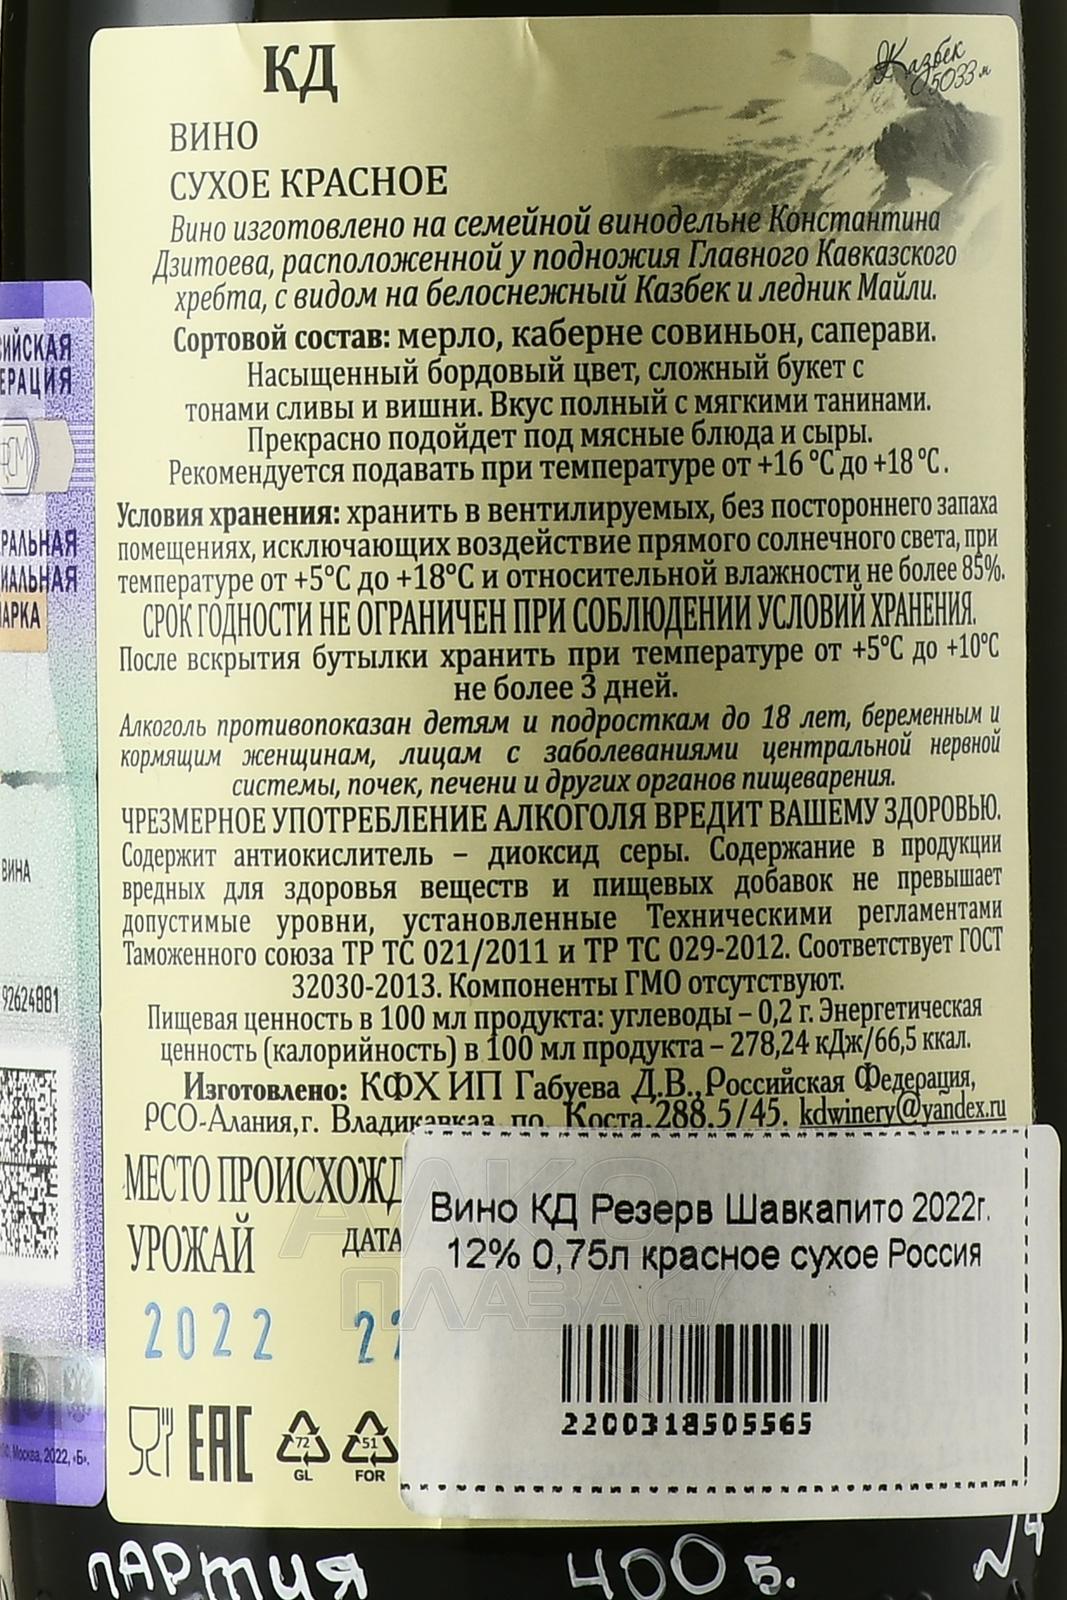 КД
Казбек
5033 м
ВИНО
СУХОЕ КРАСНОЕ
Вино изготовлено на семейной винодельне Константина
Дзитоева, расположенной у подножия Главного Кавказского
хребта, с видом на белоснежный Казбек и ледник Майли.
Сортовой состав: мерло, каберне совиньон, саперави.
Насыщенный бордовый цвет, сложный букет с
тонами сливы и вишни. Вкус полный с мягкими танинами.
Прекрасно подойдет под мясные блюда и сыры.
Рекомендуется подавать при температуре от +16 °С до +18 °С.
Условия хранения: хранить в вентилируемых, без постороннего запаха
помещениях, исключающих воздействие прямого солнечного света, при
температуре от +5°С до +18°С и относительной влажности не более 85%.
СРОК ГОДНОСТИ НЕ ОГРАНИЧЕН ПРИ СОБЛЮДЕНИИ УСЛОВИЙ ХРАНЕНИЯ.
После вскрытия бутылки хранить при температуре от +5°С до +10°С
не более 3 дней.
Алкоголь противопоказан детям и подросткам до 18 лет, беременным и
кормящим женщинам, лицам с заболеваниями центральной нервной
системы, почек, печени и других органов пищеварения.
ЧРЕЗМЕРНОЕ УПОТРЕБЛЕНИЕ АЛКОГОЛЯ ВРЕДИТ ВАШЕМУ ЗДОРОВЬЮ.
Содержит антиокислитель – диоксид серы. Содержание в продукции
вредных для здоровья веществ и пищевых добавок не превышает
допустимые уровни, установленные Техническими регламентами
Таможенного союза ТР ТС 021/2011 и ТР ТС 029-2012. Соответствует ГОСТ
32030-2013. Компоненты ГМО отсутствуют.
Пищевая ценность в 100 мл продукта: углеводы – 0,2 г. Энергетическая
ценность (калорийность) в 100 мл продукта – 278,24 кДж/66,5 ккал.
Изготовлено: КФХ ИП Габуева Д.В., Российская Федерация,
РСО-Алания, г. Владикавказ, пр. Коста, 288.5/45. kdwinery@yandex.ru
МЕСТО ПРОИСХОЖД
УРОЖАЙ ДАТА
2022 22
EAC
72
GL
51
FOR
Вино КД Резерв Шавкапито 2022г.
12% 0,75л красное сухое Россия
2200318505565
АЛКО
ПЛАЗА.ru
ЙСКАЯ
ЕРАЦИЯ
ФСМ
РАЛЬНАЯ
ИАЛЬНАЯ
АРКА
ВИНА
92624881
Москва, 2022, «Б».
ПАРТИЯ 400 б. №4